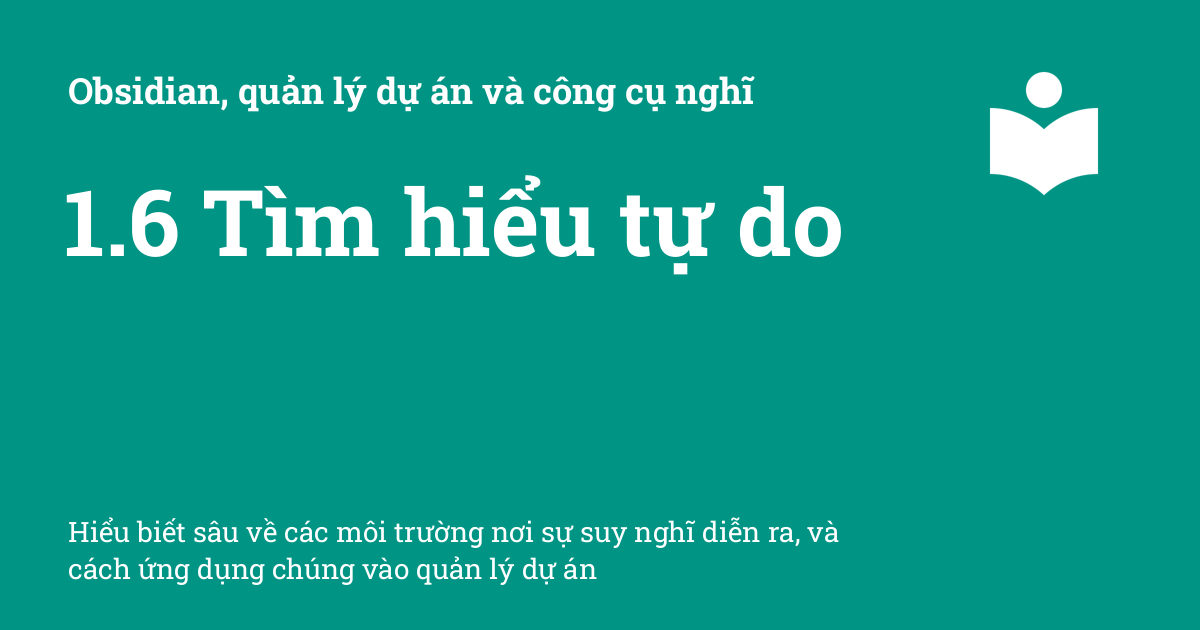 Obsidian, quản lý dự án và công cụ nghĩ
1.6 Tìm hiểu tự do
Hiểu biết sâu về các môi trường nơi sự suy nghĩ diễn ra, và
cách ứng dụng chúng vào quản lý dự án